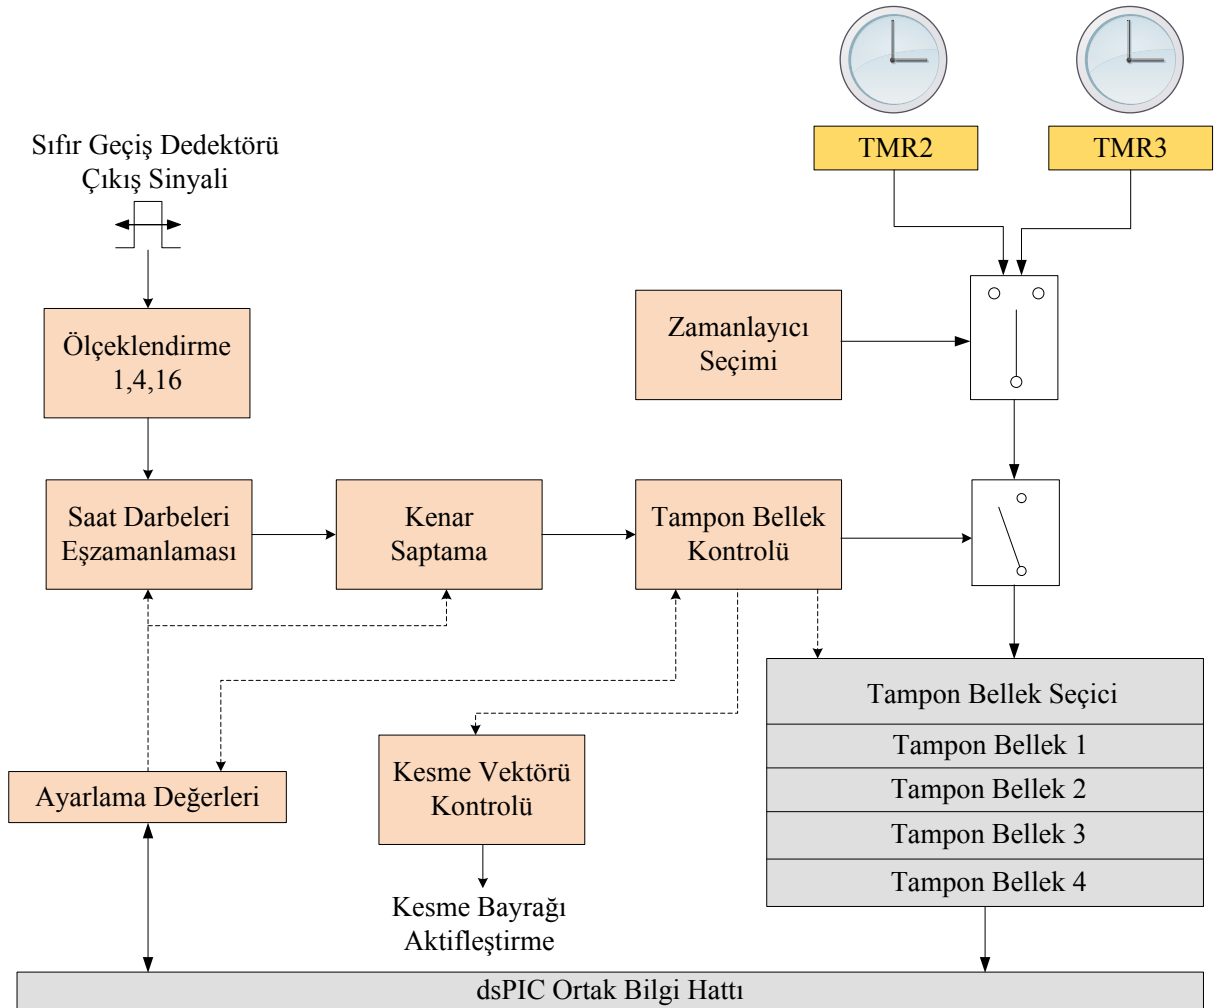 TMR2
TMR3
Sıfır Geçiş Dedektörü
Çıkış Sinyali
Ölçeklendirme
1,4,16
Zamanlayıcı
Seçimi
Saat Darbeleri
Eşzamanlaması
Kenar
Saptama
Tampon Bellek
Kontrolü
Tampon Bellek Seçici
Tampon Bellek 1
Tampon Bellek 2
Tampon Bellek 3
Tampon Bellek 4
Ayarlama Değerleri
Kesme Vektörü
Kontrolü
Kesme Bayrağı
Aktifleştirme
dsPIC Ortak Bilgi Hattı